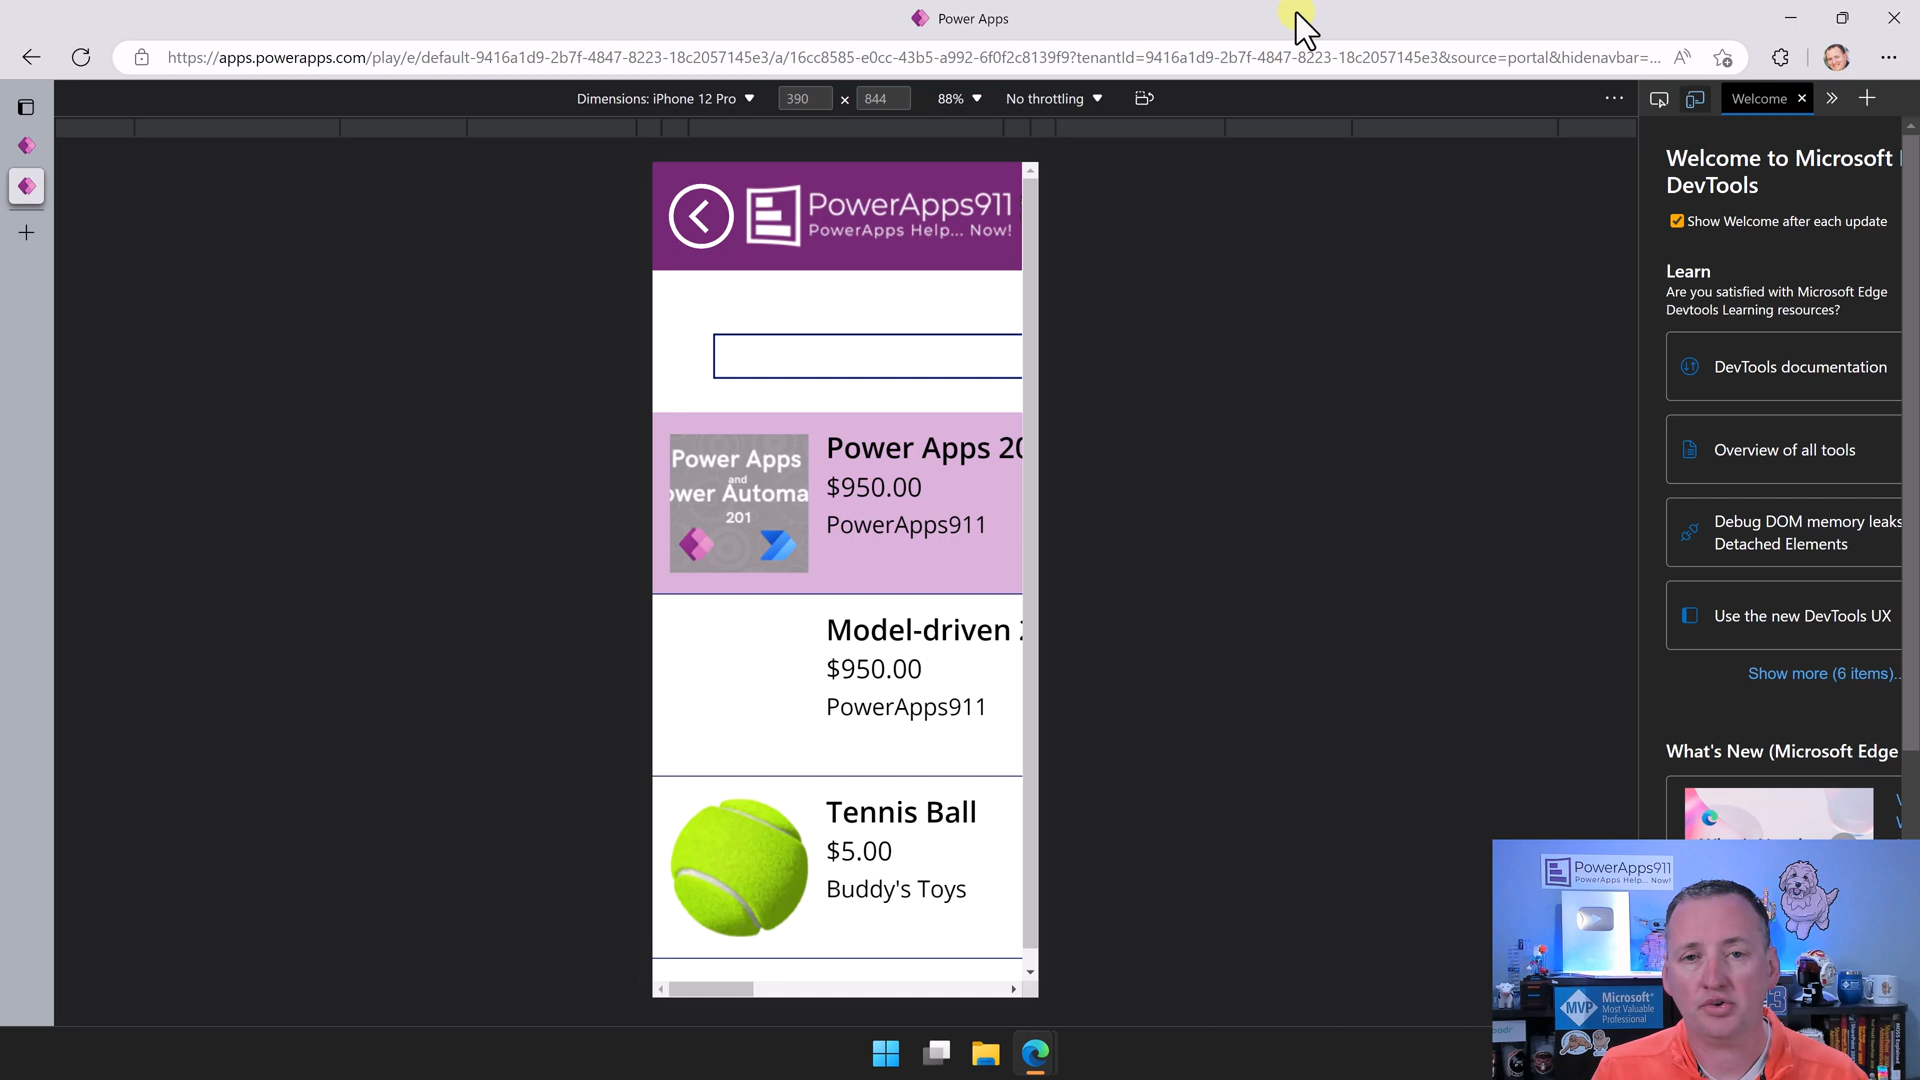 Power Apps
https://apps.powerapps.com/play/e/default-9416a1d9-2b7f-4847-8223-18c2057145e3/a/16cc8585-e0cc-43b5-a992-6f0f2c8139f9?tenantId=9416a1d9-2b7f-4847-8223-18c2057145e3&source=portal&hidenavbar=...
Dimensions: iPhone 12 Pro
390 x 844
88%
No throttling
Welcome
PowerApps911
PowerApps Help... Now!
Power Apps
and
ower Automa
201
Power Apps 20
$950.00
PowerApps911
Model-driven
$950.00
PowerApps911
Tennis Ball
$5.00
Buddy's Toys
Welcome to Microsoft
DevTools
Show Welcome after each update
Learn
Are you satisfied with Microsoft Edge
Devtools Learning resources?
DevTools documentation
Overview of all tools
Debug DOM memory leaks
Detached Elements
Use the new DevTools UX
Show more (6 items)..
What's New (Microsoft Edge
PowerApps911
PowerApps Help... Now!
MVP
Microsoft®
Most Valuable
Professional